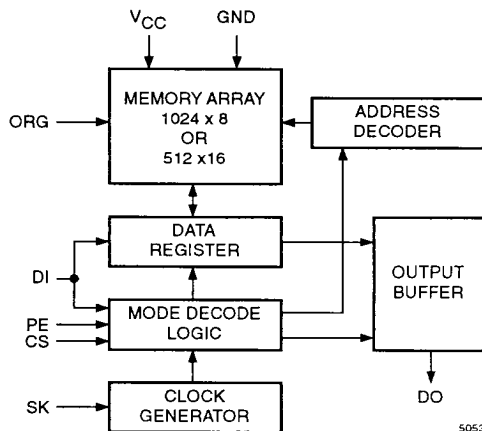 VCC
GND
MEMORY ARRAY
1024 x 8
OR
512 x16
ORG
ADDRESS
DECODER
DATA
REGISTER
DI
OUTPUT
BUFFER
MODE DECODE
LOGIC
PE
CS
DO
SK
CLOCK
GENERATOR
5053